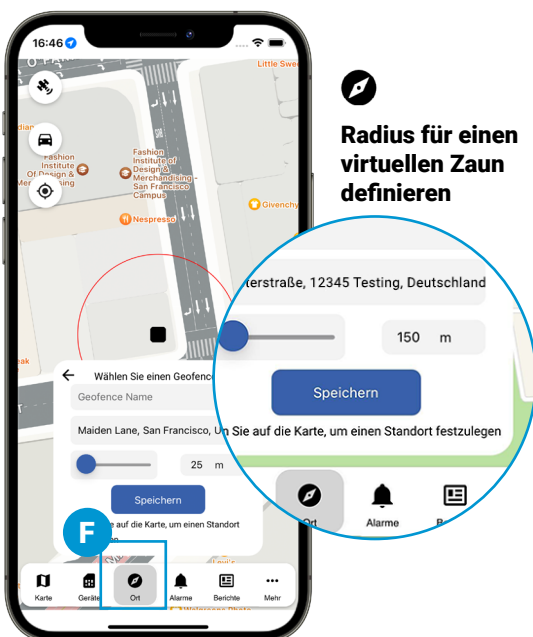 16:46
Little Swe
Fashion
Institute
Of Design &
Merchandising
Fashion
Institute of
Design &
Merchandising -
San Francisco
Campus
Nespresso
Givenchy
Radius für einen
virtuellen Zaun
definieren
terstraße, 12345 Testing, Deutschland
150 m
Speichern
n Sie auf die Karte, um einen Standort festzulegen
Ort
Alarme
Be
Wählen Sie einen Geofence
Geofence Name
Maiden Lane, San Francisco, Un
25 m
Speichern
e auf die Karte, um einen Standort
F
Karte
Geräte
Ort
Alarme
Berichte
Mehr